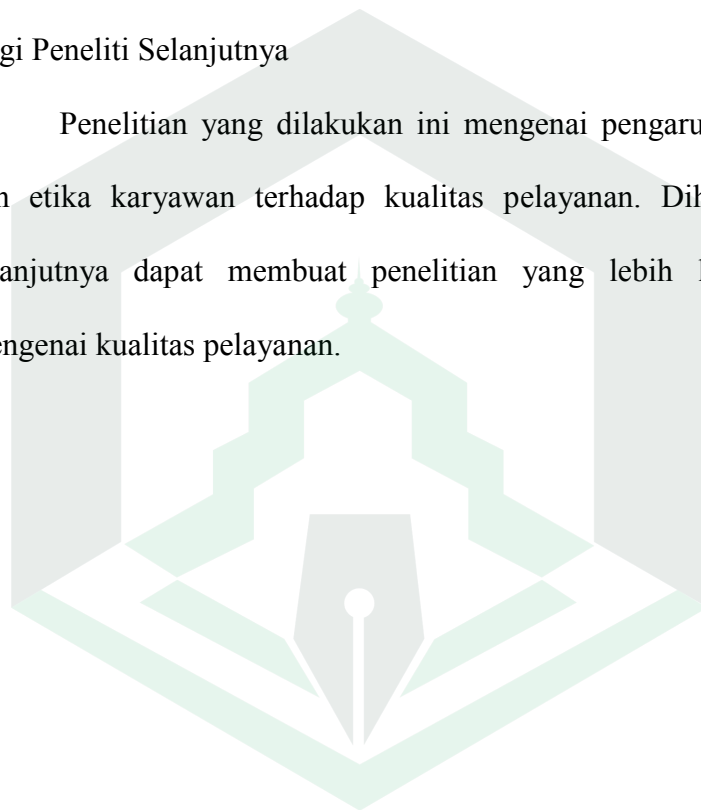 gi Peneliti Selanjutnya
Penelitian yang dilakukan ini mengenai pengaru
etika karyawan terhadap kualitas pelayanan. Dih
anjutnya dapat membuat penelitian yang lebih
engenai kualitas pelayanan.